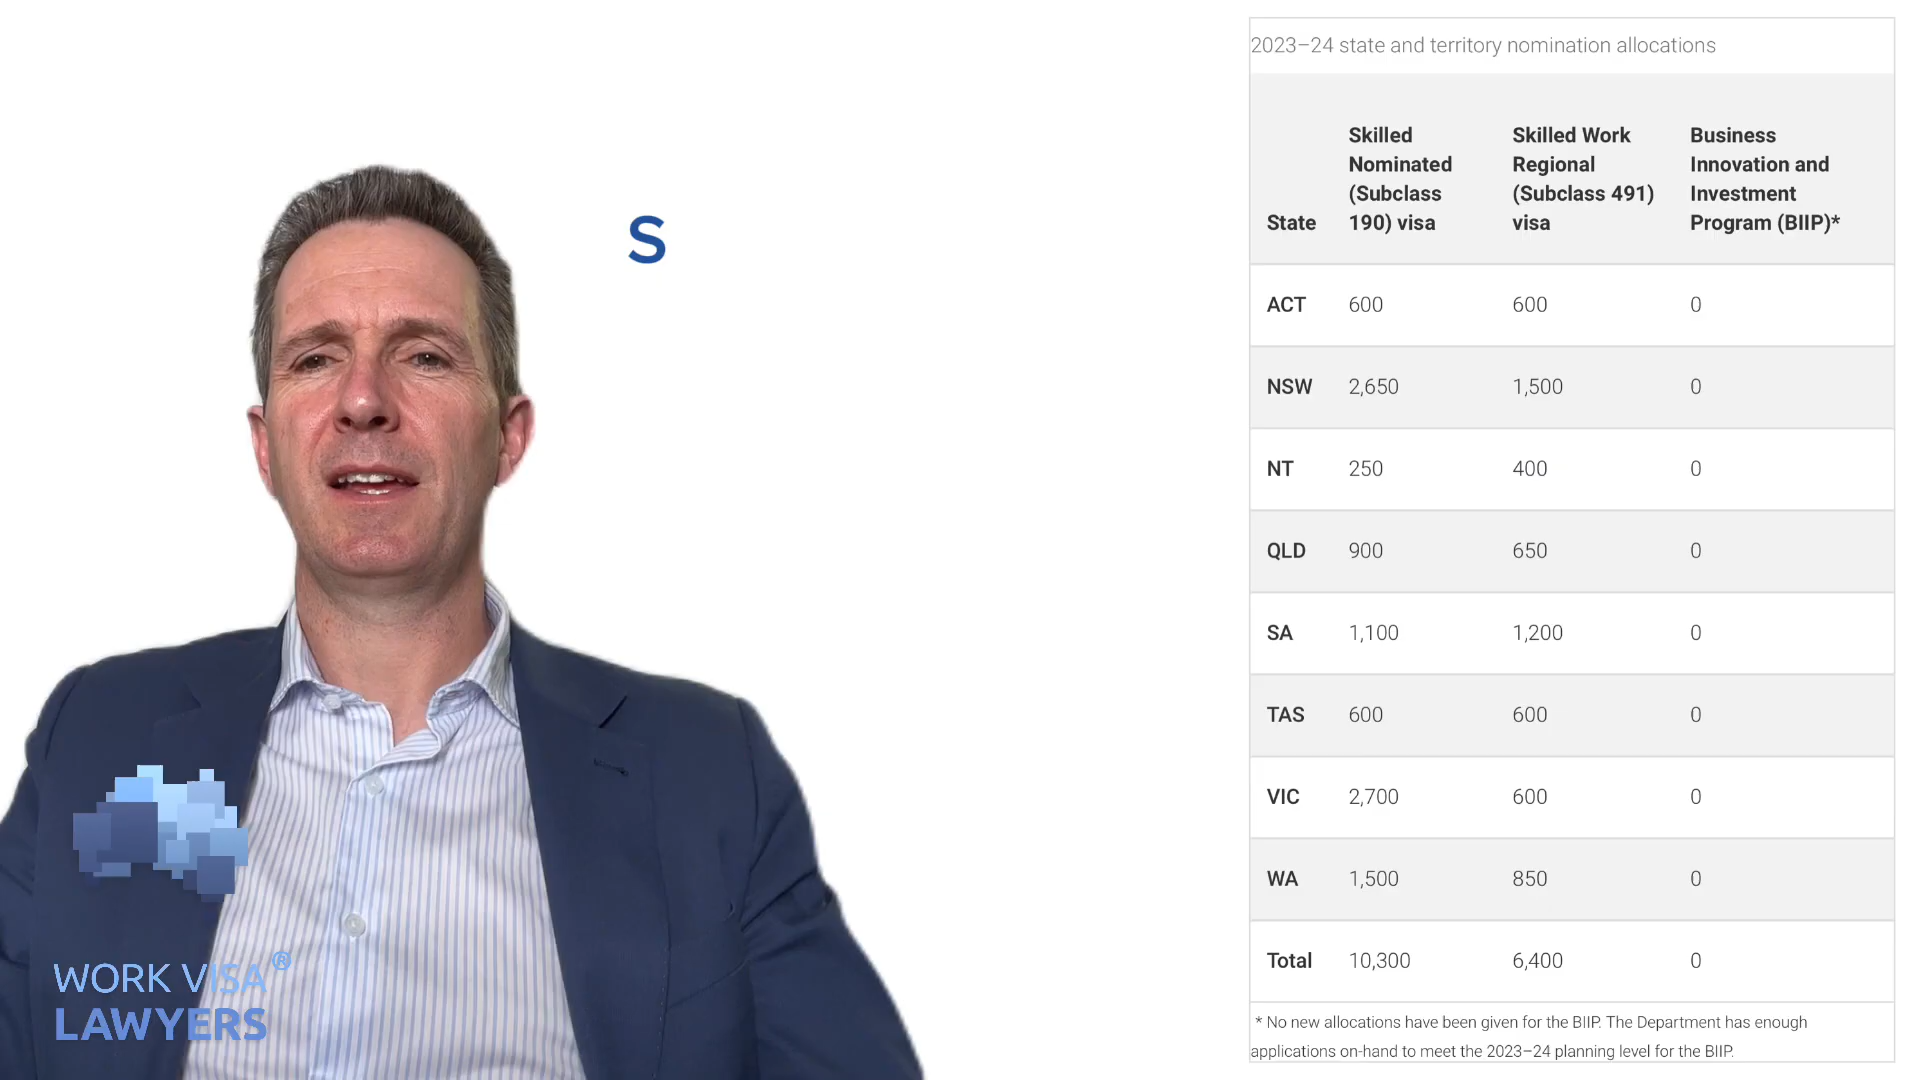 S
WORK VISA®
LAWYERS
2023–24 state and territory nomination allocations
State
Skilled
Nominated
(Subclass
190) visa
Skilled Work
Regional
(Subclass 491)
visa
Business
Innovation and
Investment
Program (BIIP)*
ACT 600 600 0
NSW 2,650 1,500 0
NT 250 400 0
QLD 900 650 0
SA 1,100 1,200 0
TAS 600 600 0
VIC 2,700 600 0
WA 1,500 850 0
Total 10,300 6,400 0
* No new allocations have been given for the BIIP. The Department has enough
applications on-hand to meet the 2023–24 planning level for the BIIP.